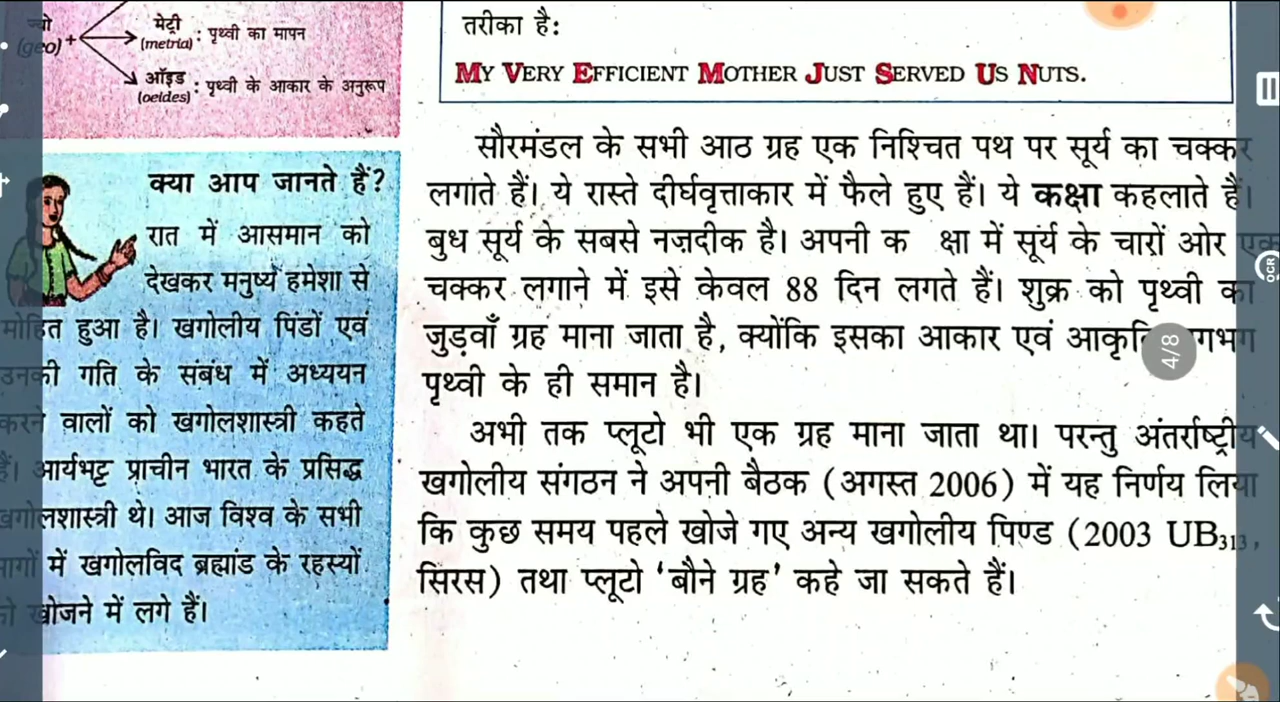 ज्यो
(geo) +
मेट्री : पृथ्वी का मापन
(metria)
ऑइड : पृथ्वी के आकार के अनुरूप
(oeides)
क्या आप जानते हैं?
रात में आसमान को
देखकर मनुष्य हमेशा से
मोहित हुआ है। खगोलीय पिंडों एवं
उनकी गति के संबंध में अध्ययन
करने वालों को खगोलशास्त्री कहते
हैं। आर्यभट्ट प्राचीन भारत के प्रसिद्ध
खगोलशास्त्री थे। आज विश्व के सभी
भागों में खगोलविद ब्रह्मांड के रहस्यों
को खोजने में लगे हैं।
तरीका है:
MY VERY EFFICIENT MOTHER JUST SERVED US NUTS.
सौरमंडल के सभी आठ ग्रह एक निश्चित पथ पर सूर्य का चक्कर
लगाते हैं। ये रास्ते दीर्घवृत्ताकार में फैले हुए हैं। ये कक्षा कहलाते हैं।
बुध सूर्य के सबसे नज़दीक है। अपनी क क्षा में सूर्य के चारों ओर एक
चक्कर लगाने में इसे केवल 88 दिन लगते हैं। शुक्र को पृथ्वी का
जुड़वाँ ग्रह माना जाता है, क्योंकि इसका आकार एवं आकृति
पृथ्वी के ही समान है।
अभी तक प्लूटो भी एक ग्रह माना जाता था। परन्तु अंतर्राष्ट्रीय
खगोलीय संगठन ने अपनी बैठक (अगस्त 2006) में यह निर्णय लिया
कि कुछ समय पहले खोजे गए अन्य खगोलीय पिण्ड (2003 UB₃₁₃,
सिरस) तथा प्लूटो ‘बौने ग्रह’ कहे जा सकते हैं।
4/8
OCR